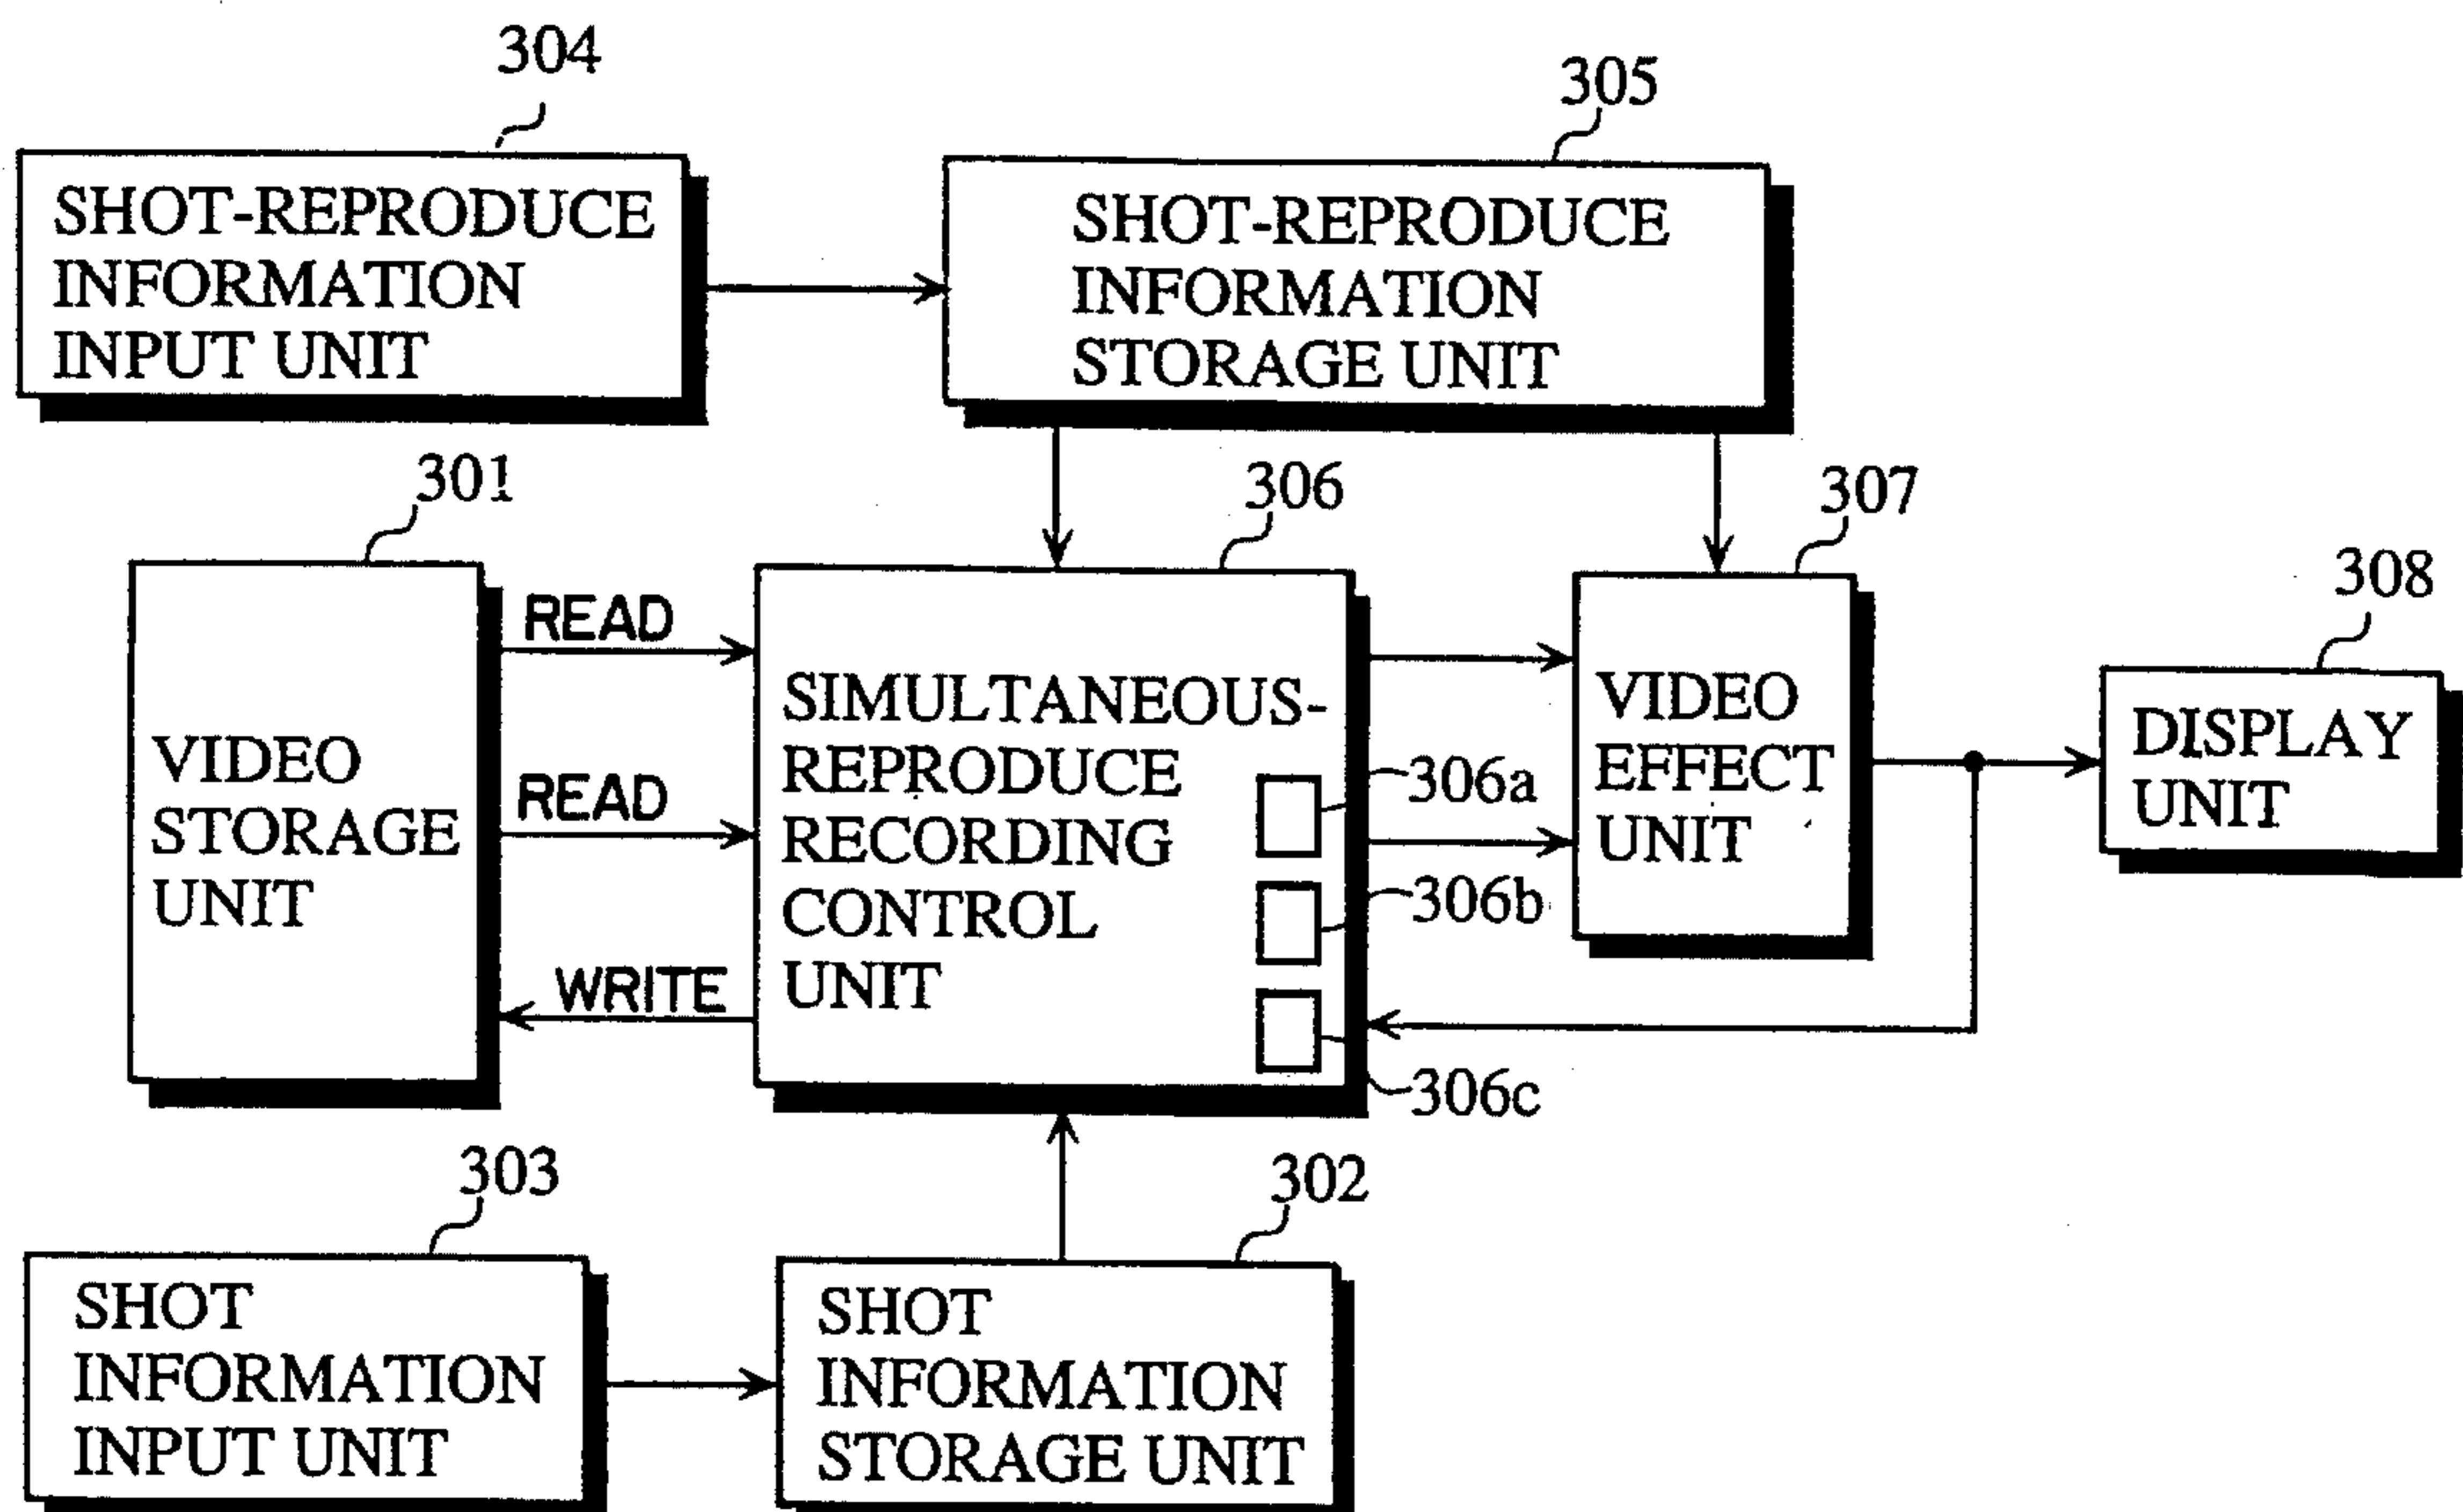 304
305
SHOT-REPRODUCE
INFORMATION
INPUT UNIT
SHOT-REPRODUCE
INFORMATION
STORAGE UNIT
301
306
307
308
READ
READ
WRITE
VIDEO
STORAGE
UNIT
SIMULTANEOUS-
REPRODUCE
RECORDING
CONTROL
UNIT
306a
306b
306c
VIDEO
EFFECT
UNIT
DISPLAY
UNIT
303
302
SHOT
INFORMATION
INPUT UNIT
SHOT
INFORMATION
STORAGE UNIT